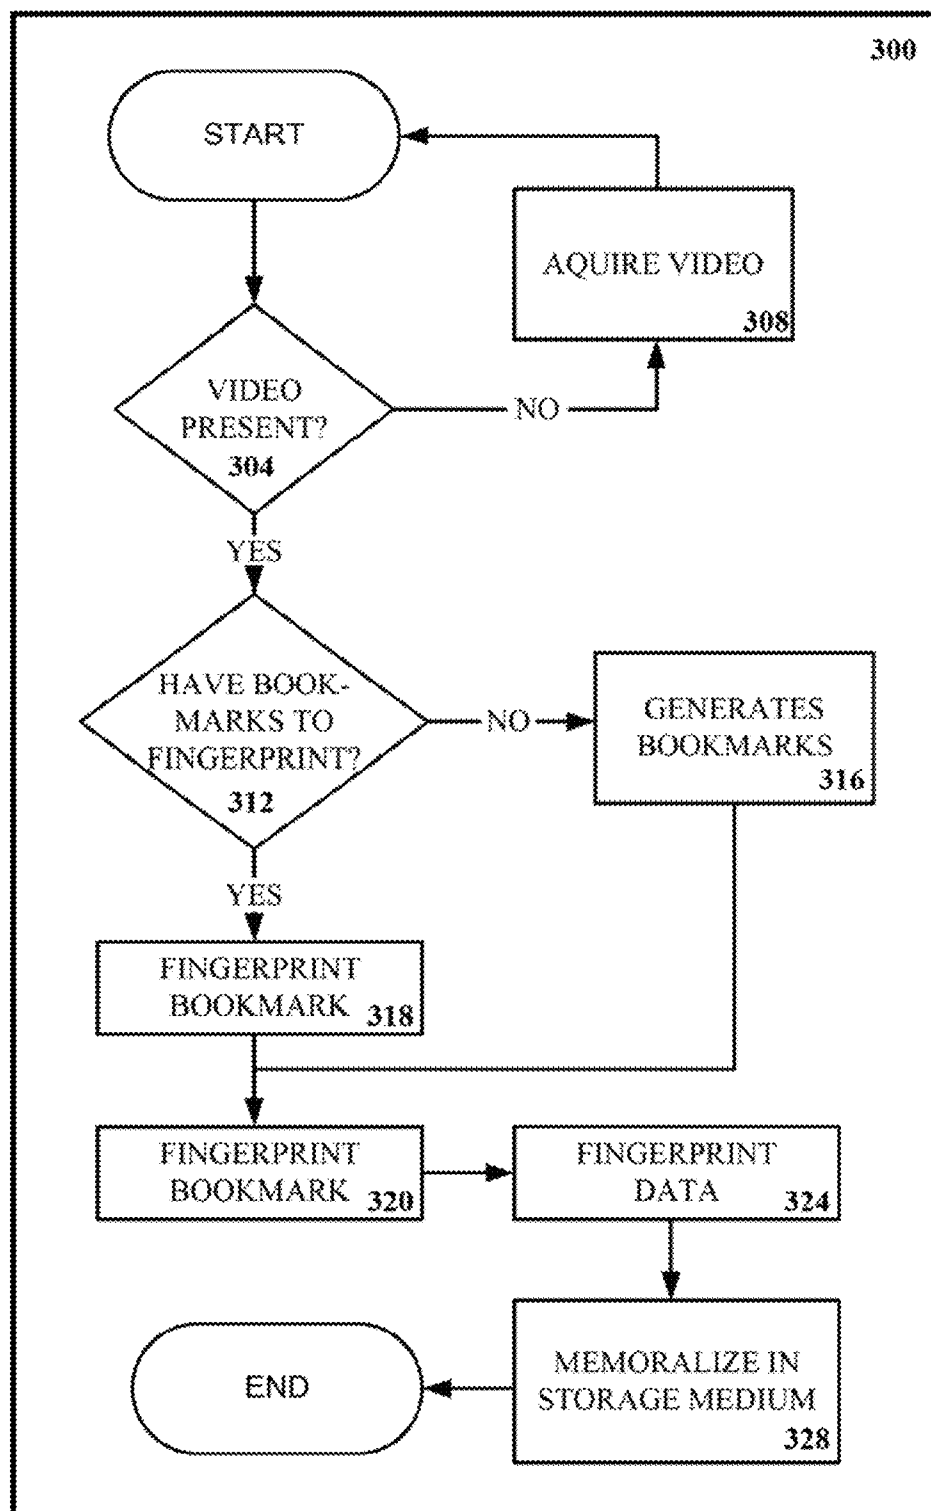 300
START
AQUIRE VIDEO
308
VIDEO
PRESENT?
304
NO
YES
HAVE BOOK-
MARKS TO
FINGERPRINT?
312
NO
GENERATES
BOOKMARKS
316
YES
FINGERPRINT
BOOKMARK
318
FINGERPRINT
BOOKMARK
320
FINGERPRINT
DATA
324
MEMORALIZE IN
STORAGE MEDIUM
328
END